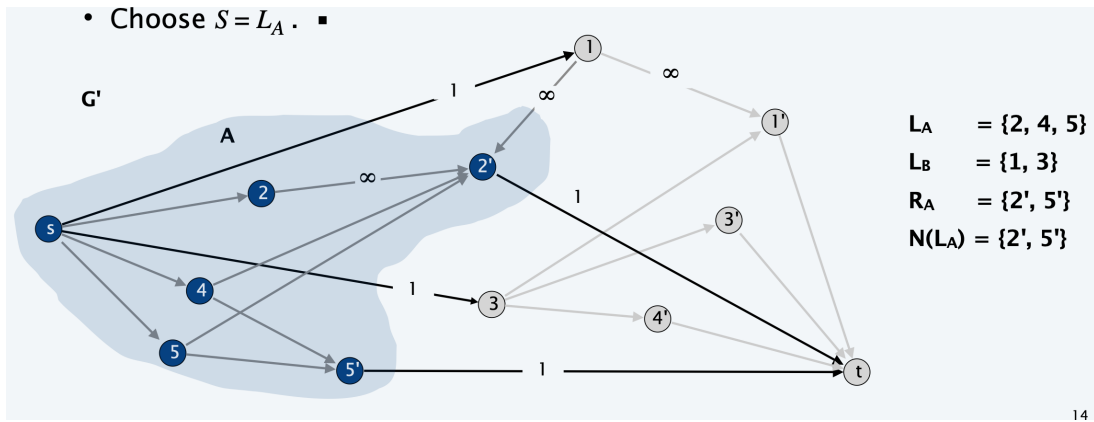 • Choose S = L_A . ▪
G'
A
1
1
∞
∞
1'
L_A = {2, 4, 5}
L_B = {1, 3}
R_A = {2', 5'}
N(L_A) = {2', 5'}
2
∞
2'
1
3'
s
4
1
3
4'
5
5'
1
t
14